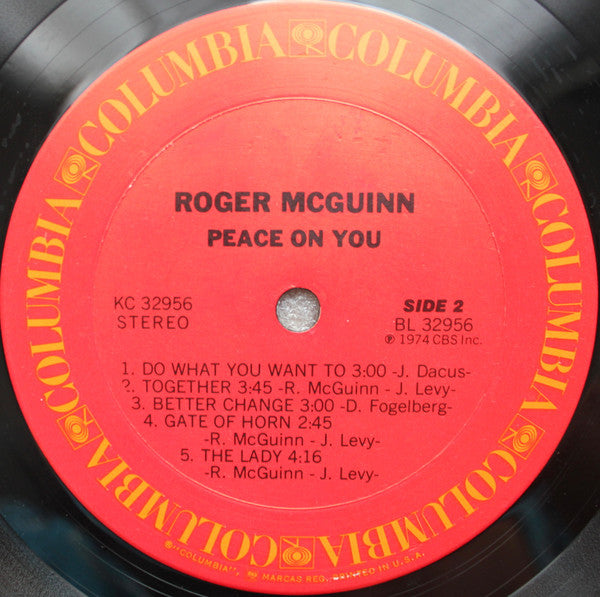 COLUMBIA COLUMBIA COLUMBIA COLUMBIA COLUMBIA COLUMBIA
ROGER MCGUINN
PEACE ON YOU
KC 32956
STEREO
SIDE 2
BL 32956
℗ 1974 CBS Inc.
1. DO WHAT YOU WANT TO 3:00 -J. Dacus-
2. TOGETHER 3:45 -R. McGuinn - J. Levy-
3. BETTER CHANGE 3:00 -D. Fogelberg-
4. GATE OF HORN 2:45
-R. McGuinn - J. Levy-
5. THE LADY 4:16
-R. McGuinn - J. Levy-
®"COLUMBIA", MARCAS REG. PRINTED IN U.S.A.